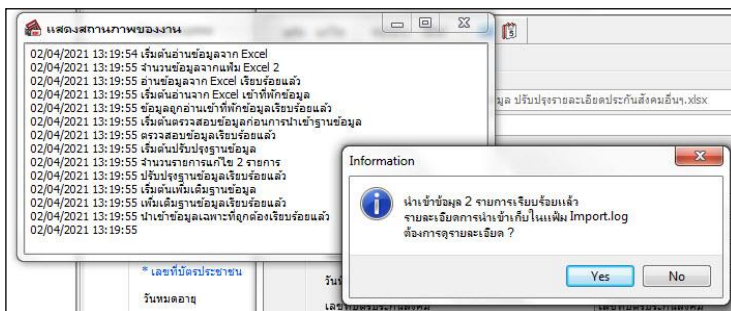 แสดงสถานภาพของงาน
02/04/2021 13:19:54 เริ่มต้นอ่านข้อมูลจาก Excel
02/04/2021 13:19:55 จำนวนข้อมูลจากแฟ้ม Excel 2
02/04/2021 13:19:55 อ่านข้อมูลจาก Excel เรียบร้อยแล้ว
02/04/2021 13:19:55 เริ่มต้นอ่านจาก Excel เข้าที่พักข้อมูล
02/04/2021 13:19:55 ข้อมูลถูกอ่านเข้าที่พักข้อมูลเรียบร้อยแล้ว
02/04/2021 13:19:55 เริ่มต้นตรวจสอบข้อมูลก่อนการนำเข้าฐานข้อมูล
02/04/2021 13:19:55 ตรวจสอบข้อมูลเรียบร้อยแล้ว
02/04/2021 13:19:55 เริ่มต้นปรับปรุงฐานข้อมูล
02/04/2021 13:19:55 จำนวนรายการแก้ไข 2 รายการ
02/04/2021 13:19:55 ปรับปรุงฐานข้อมูลเรียบร้อยแล้ว
02/04/2021 13:19:55 เริ่มต้นเพิ่มเติมฐานข้อมูล
02/04/2021 13:19:55 เพิ่มเติมฐานข้อมูลเรียบร้อยแล้ว
02/04/2021 13:19:55 นำเข้าข้อมูลเฉพาะที่ถูกต้องเรียบร้อยแล้ว
02/04/2021 13:19:55
มูล ปรับปรุงรายละเอียดประกันสังคมอื่นๆ.xlsx
Information
นำเข้าข้อมูล 2 รายการเรียบร้อยแล้ว
รายละเอียดการนำเข้าเก็บในแฟ้ม Import.log
ต้องการดูรายละเอียด ?
Yes No
* เลขที่บัตรประชาชน
วันหมดอายุ